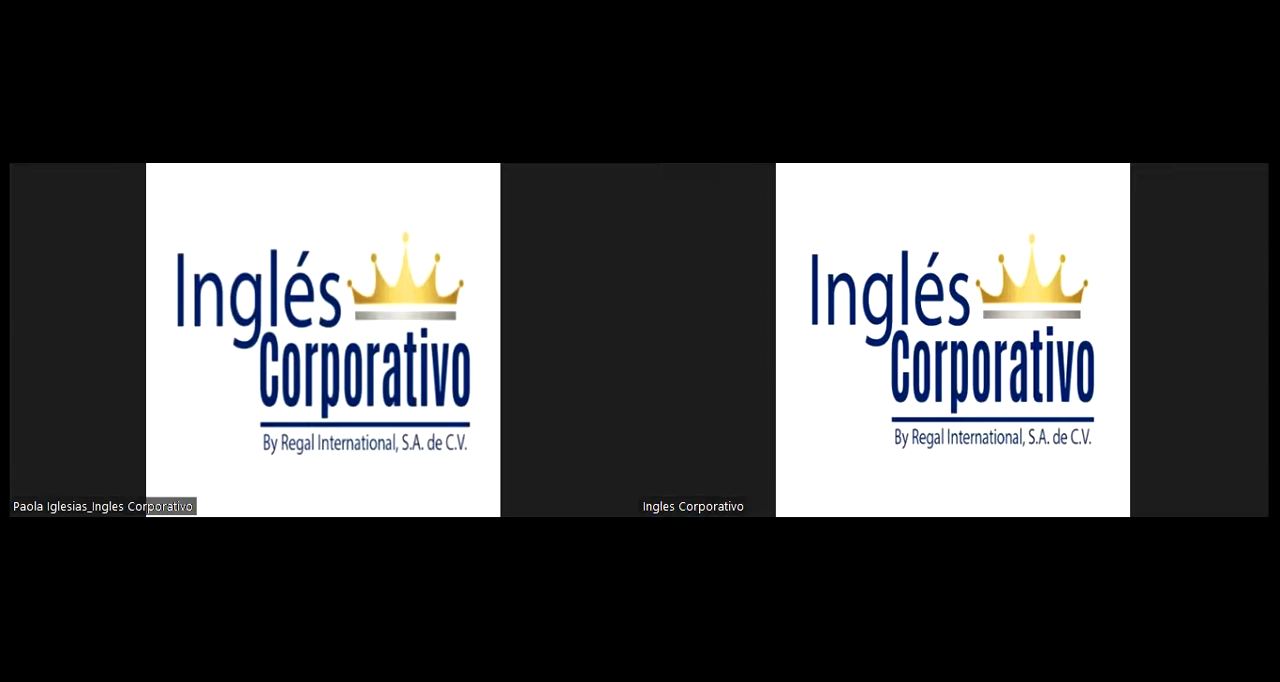 Inglés
Corporativo
By Regal International, S.A. de C.V.
Paola Iglesias_Ingles Corporativo
Inglés
Corporativo
By Regal International, S.A. de C.V.
Ingles Corporativo